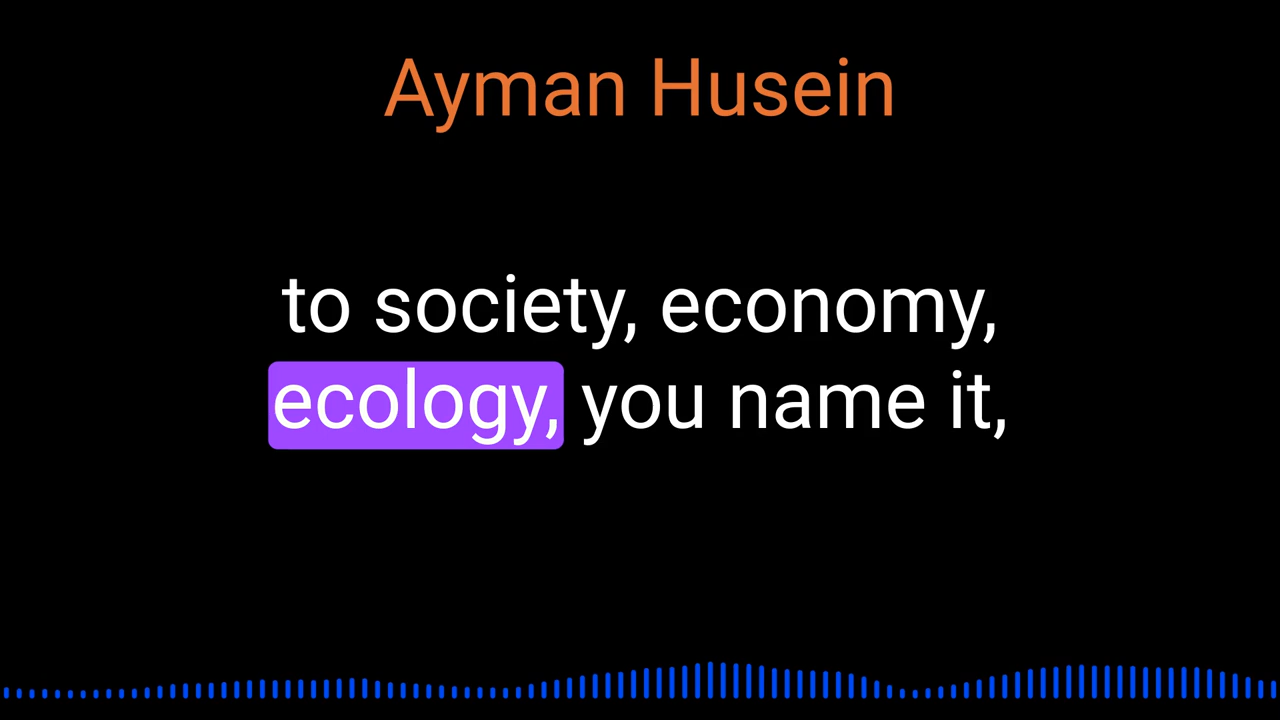 Ayman Husein
to society, economy,
ecology, you name it,